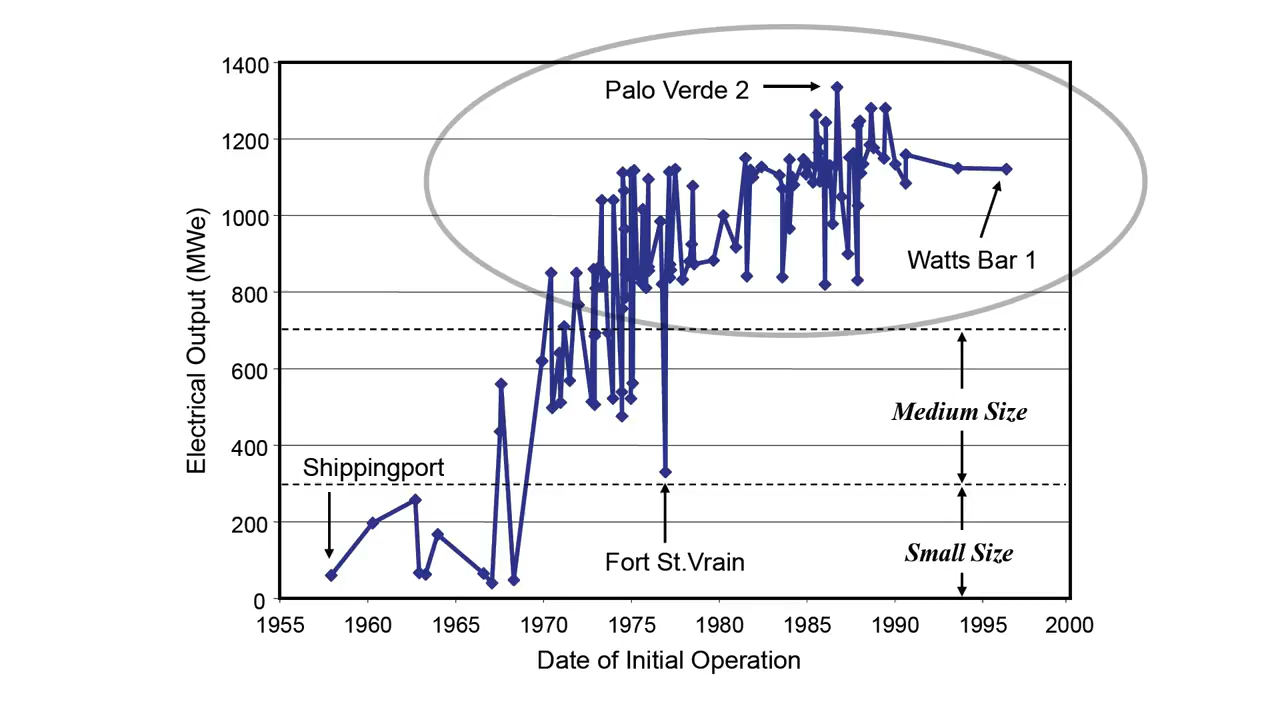 1400
1200
1000
800
600
400
200
0
Electrical Output (MWe)
Palo Verde 2
Watts Bar 1
Medium Size
Shippingport
Small Size
Fort St.Vrain
1955 1960 1965 1970 1975 1980 1985 1990 1995 2000
Date of Initial Operation